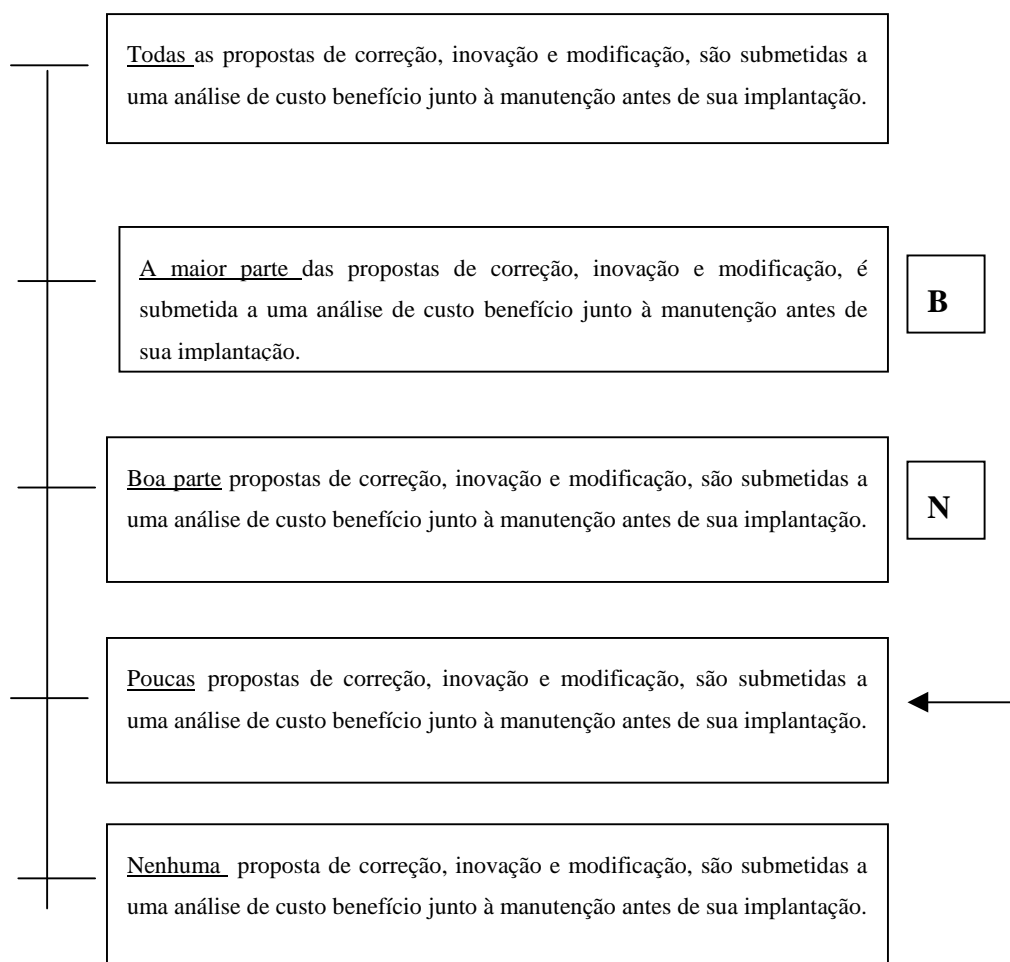 Todas as propostas de correção, inovação e modificação, são submetidas a
uma análise de custo benefício junto à manutenção antes de sua implantação.
A maior parte das propostas de correção, inovação e modificação, é
submetida a uma análise de custo benefício junto à manutenção antes de
sua implantação.
B
Boa parte propostas de correção, inovação e modificação, são submetidas a
uma análise de custo benefício junto à manutenção antes de sua implantação.
N
Poucas propostas de correção, inovação e modificação, são submetidas a
uma análise de custo benefício junto à manutenção antes de sua implantação.
Nenhuma proposta de correção, inovação e modificação, são submetidas a
uma análise de custo benefício junto à manutenção antes de sua implantação.